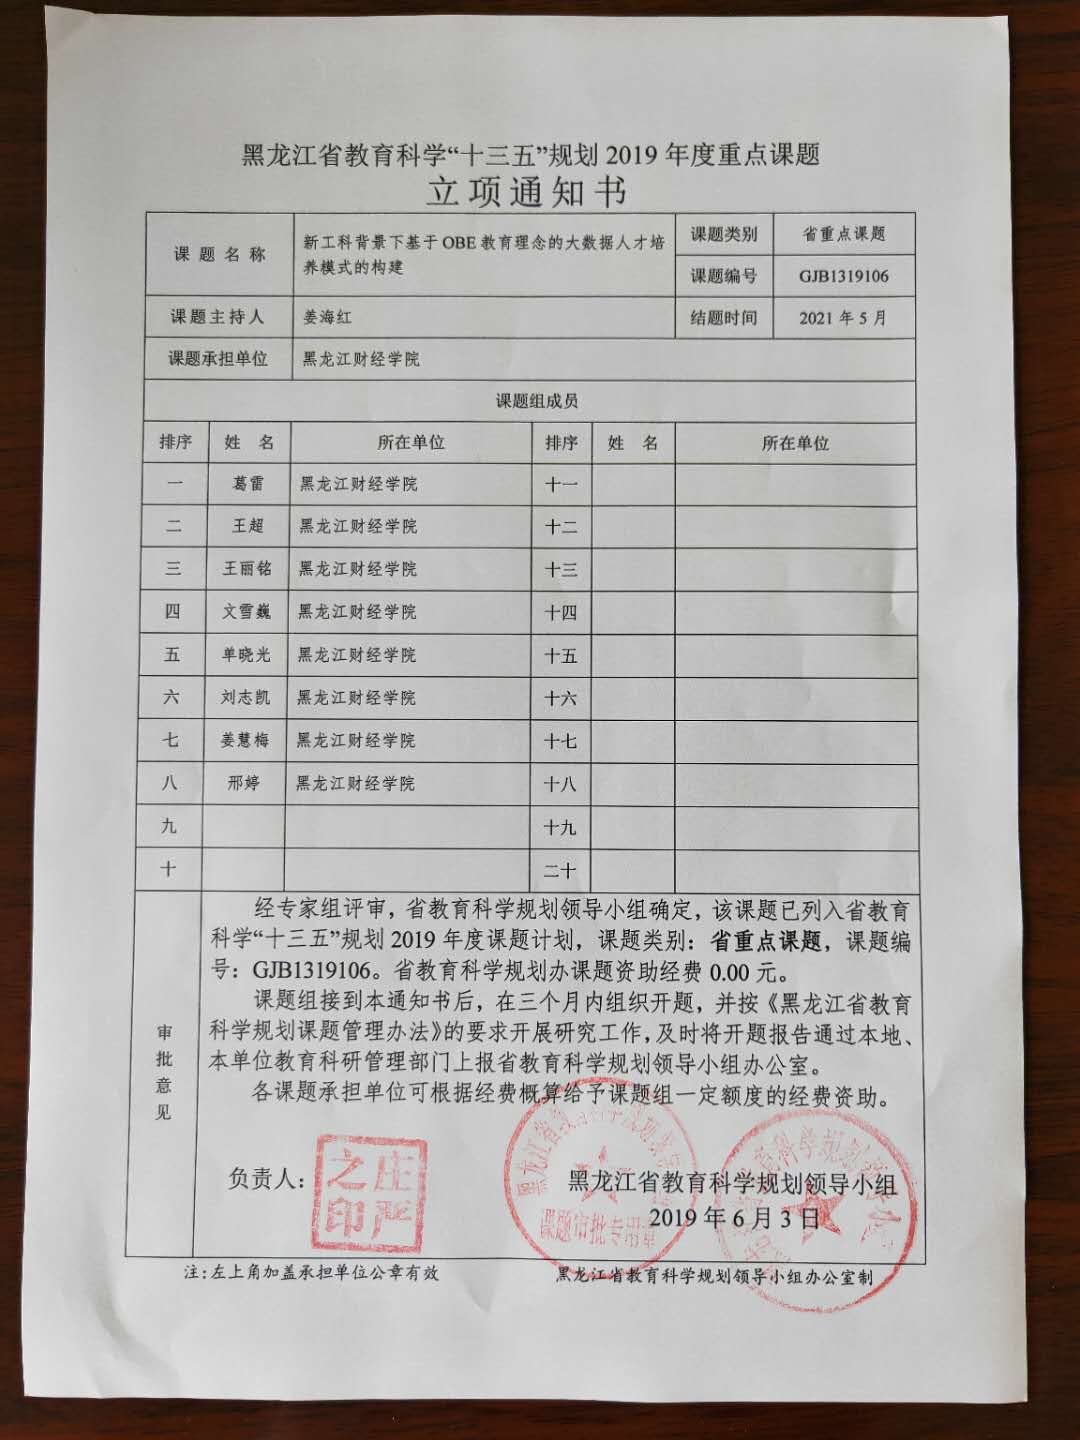 黑龙江省教育科学“十三五”规划 2019 年度重点课题
立项通知书
课题名称
新工科背景下基于 OBE 教育理念的大数据人才培
养模式的构建
课题类别
省重点课题
课题编号
GJB1319106
课题主持人
姜海红
结题时间
2021 年 5 月
课题承担单位
黑龙江财经学院
课题组成员
排序 姓 名 所在单位 排序 姓 名 所在单位
一 葛雷 黑龙江财经学院 十一
二 王超 黑龙江财经学院 十二
三 王丽铭 黑龙江财经学院 十三
四 文雪巍 黑龙江财经学院 十四
五 单晓光 黑龙江财经学院 十五
六 刘志凯 黑龙江财经学院 十六
七 姜慧梅 黑龙江财经学院 十七
八 邢婷 黑龙江财经学院 十八
九 十九
十 二十
审批意见
经专家组评审，省教育科学规划领导小组确定，该课题已列入省教育
科学“十三五”规划 2019 年度课题计划，课题类别：省重点课题，课题编
号：GJB1319106。省教育科学规划办课题资助经费 0.00 元。
课题组接到本通知书后，在三个月内组织开题，并按《黑龙江省教育
科学规划课题管理办法》的要求开展研究工作，及时将开题报告通过本地、
本单位教育科研管理部门上报省教育科学规划领导小组办公室。
各课题承担单位可根据经费概算给予课题组一定额度的经费资助。
负责人：
庄严之印
课题审批专用章
黑龙江省教育科学规划领导小组
2019 年 6 月 3 日
注：左上角加盖承担单位公章有效
黑龙江省教育科学规划领导小组办公室制